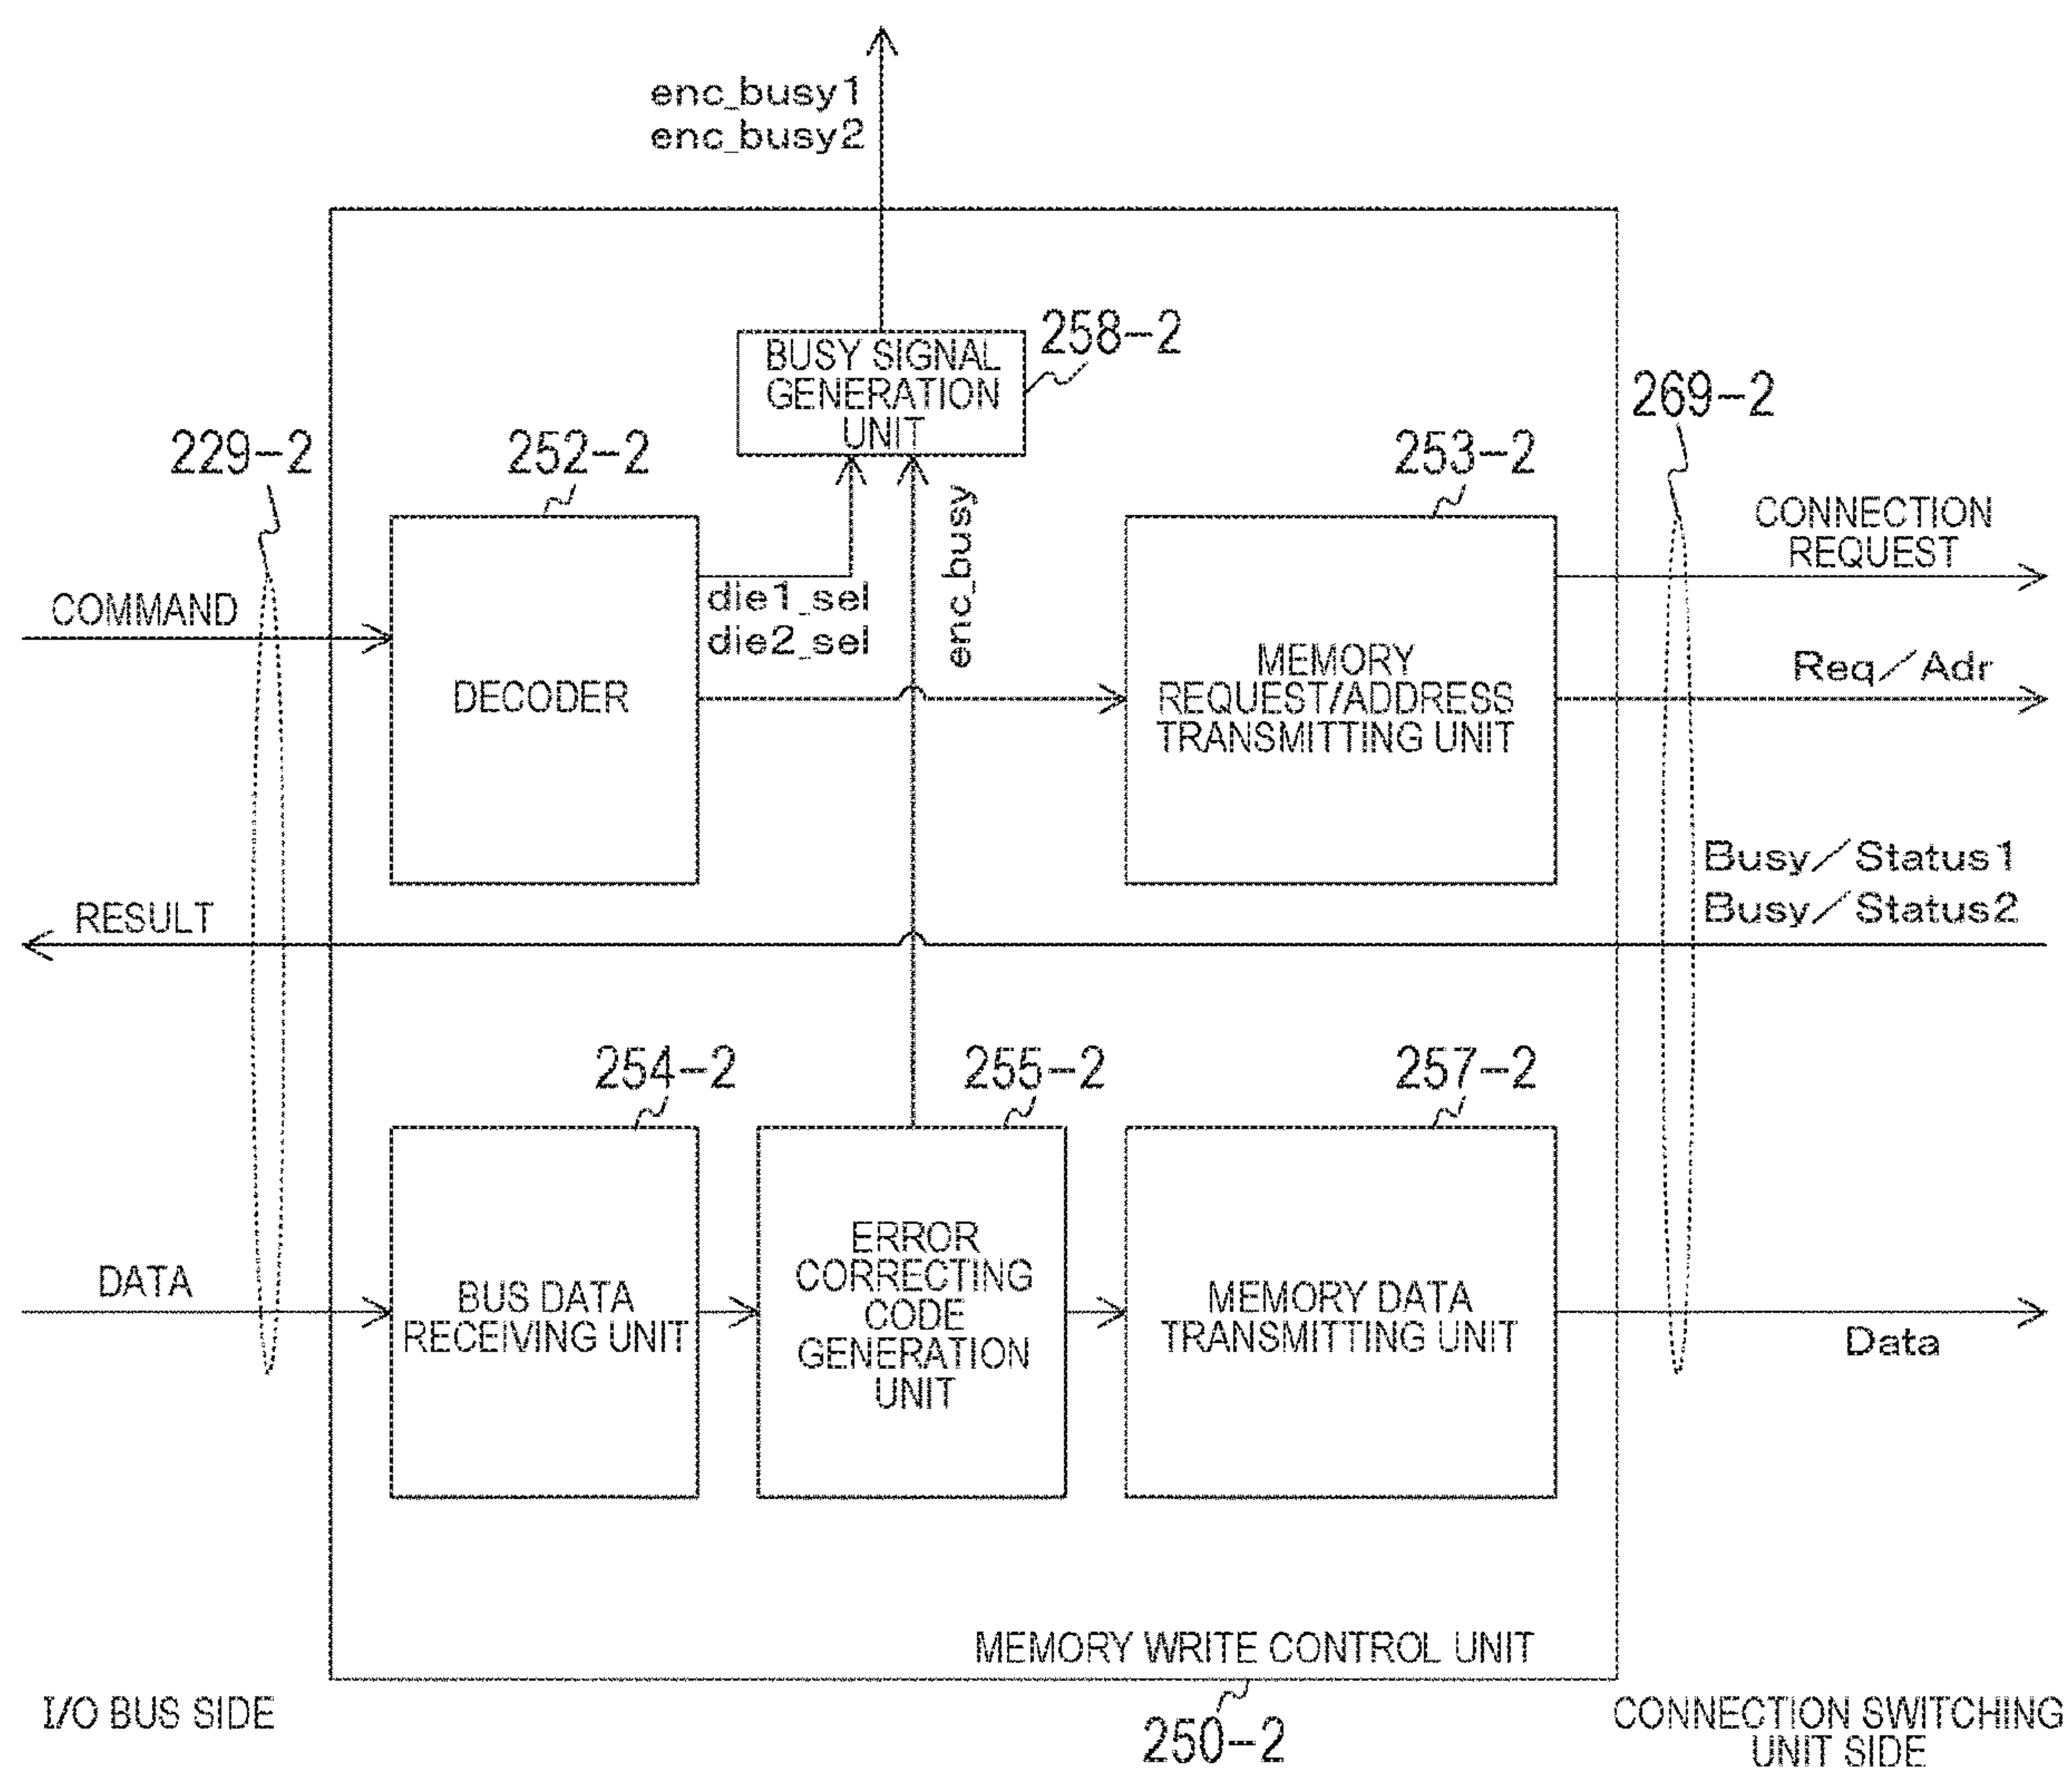 enc_busy1
enc_busy2
BUSY SIGNAL
GENERATION
UNIT
258-2
229-2
252-2
253-2
269-2
enc_busy
CONNECTION
REQUEST
COMMAND
die1_sel
die2_sel
DECODER
MEMORY
REQUEST/ADDRESS
TRANSMITTING UNIT
Req/Adr
Busy/Status1
Busy/Status2
RESULT
254-2
255-2
257-2
DATA
BUS DATA
RECEIVING UNIT
ERROR
CORRECTING
CODE
GENERATION
UNIT
MEMORY DATA
TRANSMITTING UNIT
Data
MEMORY WRITE CONTROL UNIT
I/O BUS SIDE
250-2
CONNECTION SWITCHING
UNIT SIDE